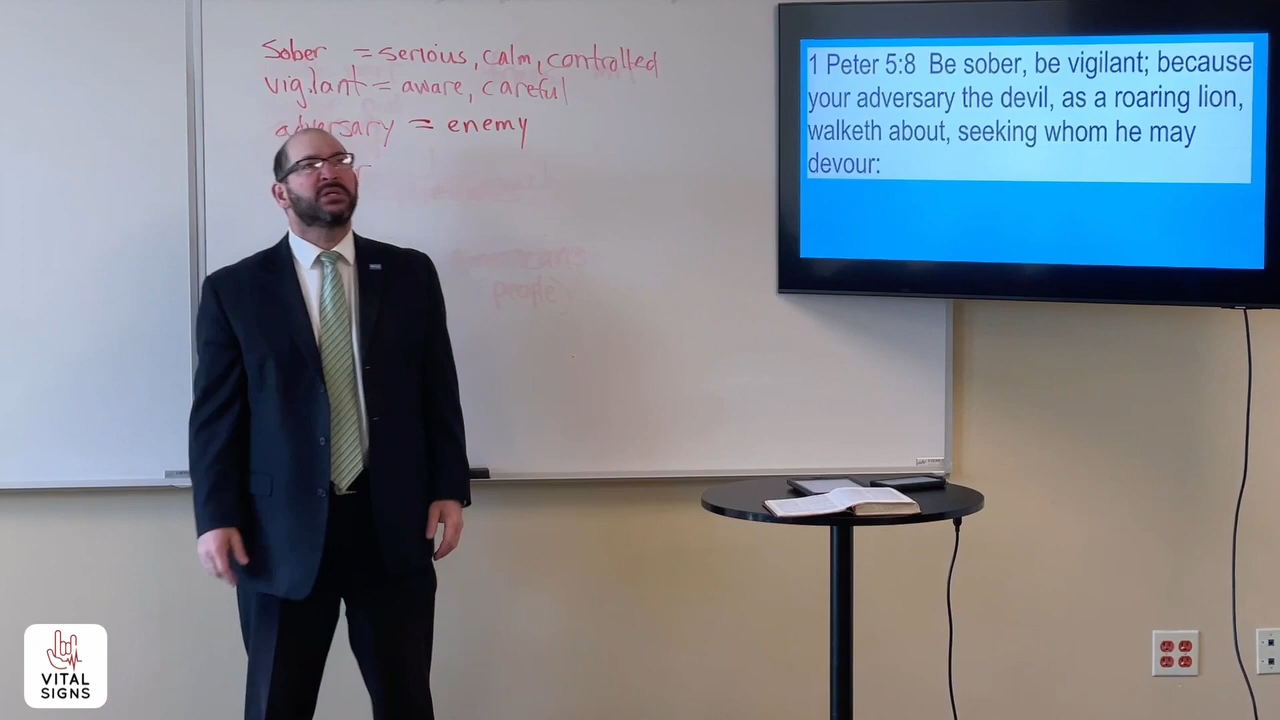 Sober = serious, calm, controlled
vigilant = aware, careful
adversary = enemy
people
1 Peter 5:8 Be sober, be vigilant; because
your adversary the devil, as a roaring lion,
walketh about, seeking whom he may
devour:
VITAL
SIGNS